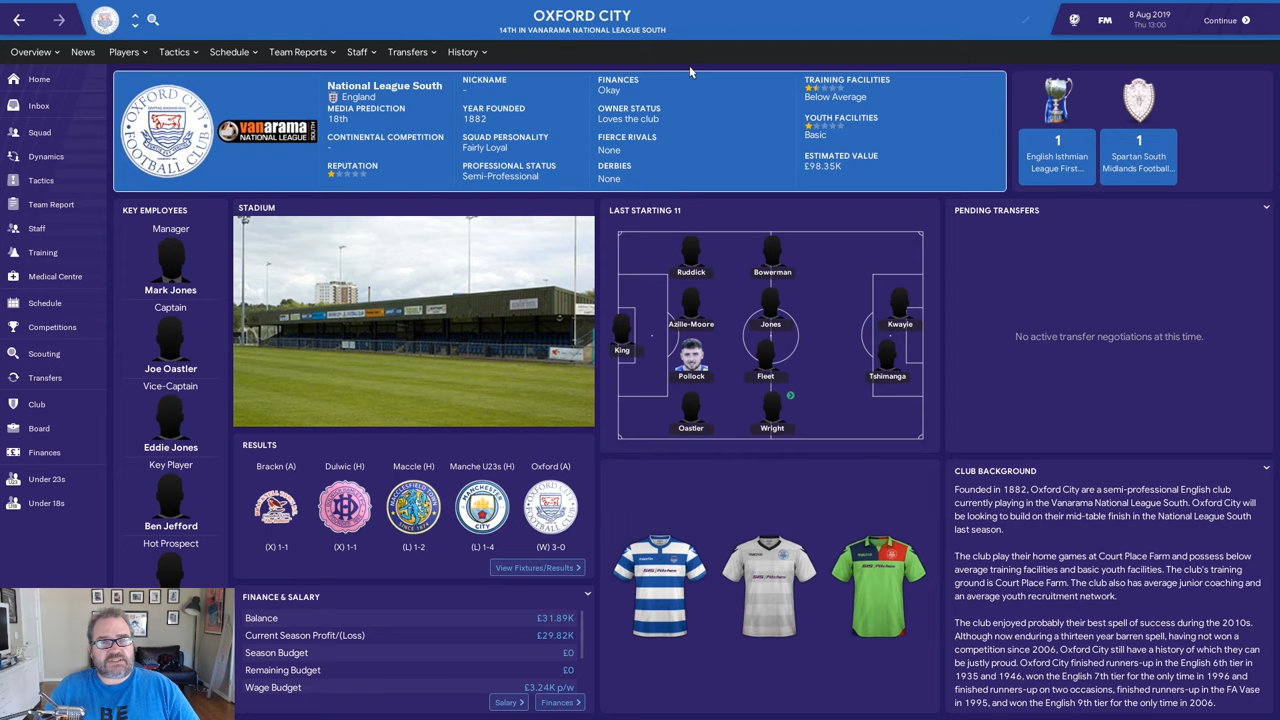 OXFORD CITY
14TH IN VANARAMA NATIONAL LEAGUE SOUTH
FM
8 Aug 2019
Thu 13:00
Continue
Overview
News
Players
Tactics
Schedule
Team Reports
Staff
Transfers
History
Home
Inbox
Squad
Dynamics
Tactics
Team Report
Staff
Training
Medical Centre
Schedule
Competitions
Scouting
Transfers
Club
Board
Finances
Under 23s
Under 18s
OXFORD CITY
FOOTBALL CLUB
vanarama
NATIONAL LEAGUE
SOUTH
National League South
England
MEDIA PREDICTION
18th
CONTINENTAL COMPETITION
-
REPUTATION
NICKNAME
-
YEAR FOUNDED
1882
SQUAD PERSONALITY
Fairly Loyal
PROFESSIONAL STATUS
Semi-Professional
FINANCES
Okay
OWNER STATUS
Loves the club
FIERCE RIVALS
None
DERBIES
None
TRAINING FACILITIES
Below Average
YOUTH FACILITIES
Basic
ESTIMATED VALUE
£98.35K
1
English Isthmian
League First...
1
Spartan South
Midlands Football...
KEY EMPLOYEES
Manager
Mark Jones
Captain
Joe Oastler
Vice-Captain
Eddie Jones
Key Player
Ben Jefford
Hot Prospect
STADIUM
RESULTS
Brackn (A)
Dulwic (H)
Maccle (H)
Manche U23s (H)
Oxford (A)
(X) 1-1
(X) 1-1
(L) 1-2
(L) 1-4
(W) 3-0
View Fixtures/Results
FINANCE & SALARY
Balance
£31.89K
Current Season Profit/(Loss)
£29.82K
Season Budget
£0
Remaining Budget
£0
Wage Budget
£3.24K p/w
Salary
Finances
LAST STARTING 11
Ruddick
Bowerman
Azille-Moore
Jones
Kwayie
King
Pollock
Fleet
Tshimanga
Oastler
Wright
PENDING TRANSFERS
No active transfer negotiations at this time.
CLUB BACKGROUND
Founded in 1882, Oxford City are a semi-professional English club
currently playing in the Vanarama National League South. Oxford City will
be looking to build on their mid-table finish in the National League South
last season.
The club play their home games at Court Place Farm and possess below
average training facilities and basic youth facilities. The club's training
ground is Court Place Farm. The club also has average junior coaching and
an average youth recruitment network.
The club enjoyed probably their best spell of success during the 2010s.
Although now enduring a thirteen year barren spell, having not won a
competition since 2006, Oxford City still have a history of which they can
be justly proud. Oxford City finished runners-up in the English 6th tier in
1935 and 1946, won the English 7th tier for the only time in 1996 and
finished runners-up on two occasions, finished runners-up in the FA Vase
in 1995, and won the English 9th tier for the only time in 2006.
BE